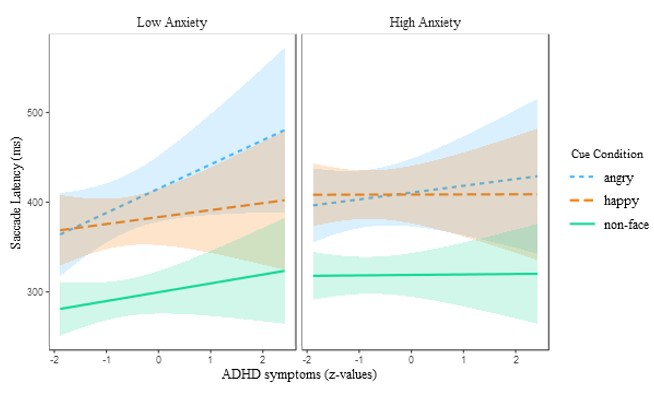 Low Anxiety
High Anxiety
Saccade Latency (ms)
500
400
300
-2 -1 0 1 2
-2 -1 0 1 2
ADHD symptoms (z-values)
Cue Condition
angry
happy
non-face